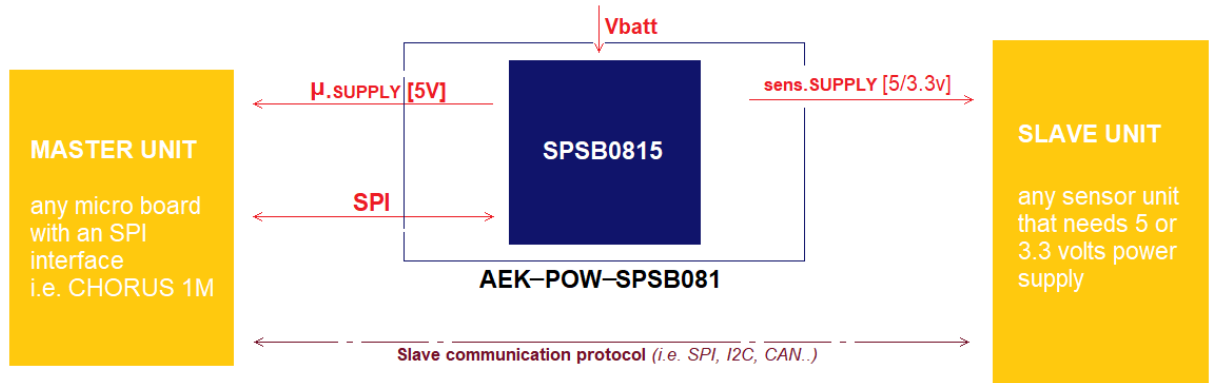 Vbatt
μ.SUPPLY [5V]
sens.SUPPLY [5/3.3v]
MASTER UNIT
any micro board
with an SPI
interface
i.e. CHORUS 1M
SPSB0815
SPI
AEK–POW–SPSB081
SLAVE UNIT
any sensor unit
that needs 5 or
3.3 volts power
supply
Slave communication protocol (i.e. SPI, I2C, CAN..)